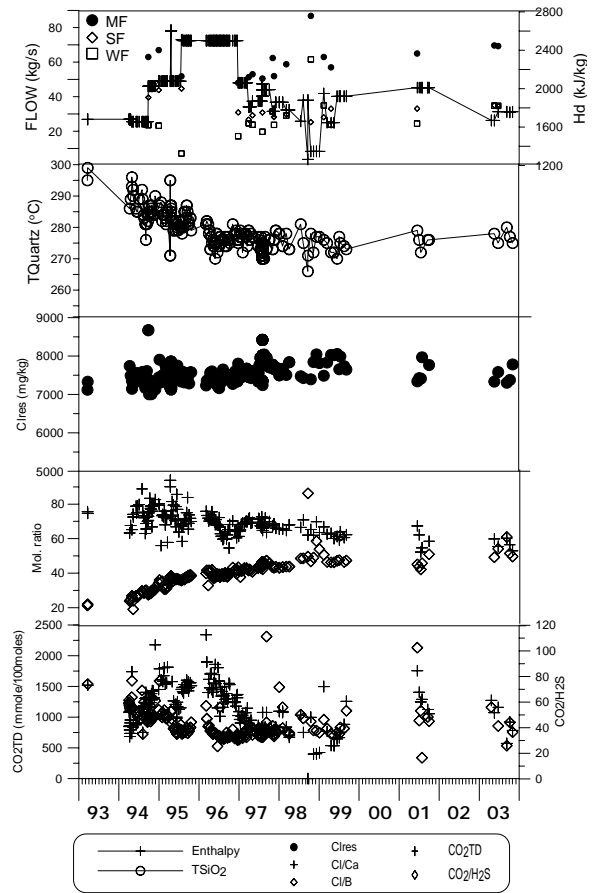 MF
SF
WF
FLOW (kg/s)
80
60
40
20
Hd (kJ/kg)
2800
2400
2000
1600
1200
TQuartz (°C)
300
290
280
270
260
Clres (mg/kg)
9000
8000
7000
6000
5000
Mol. ratio
80
60
40
20
CO2TD (mmole/100moles)
2500
2000
1500
1000
500
0
CO2/H2S
120
100
80
60
40
20
0
93 94 95 96 97 98 99 00 01 02 03
Enthalpy
TSiO2
Clres
Cl/Ca
Cl/B
CO2TD
CO2/H2S